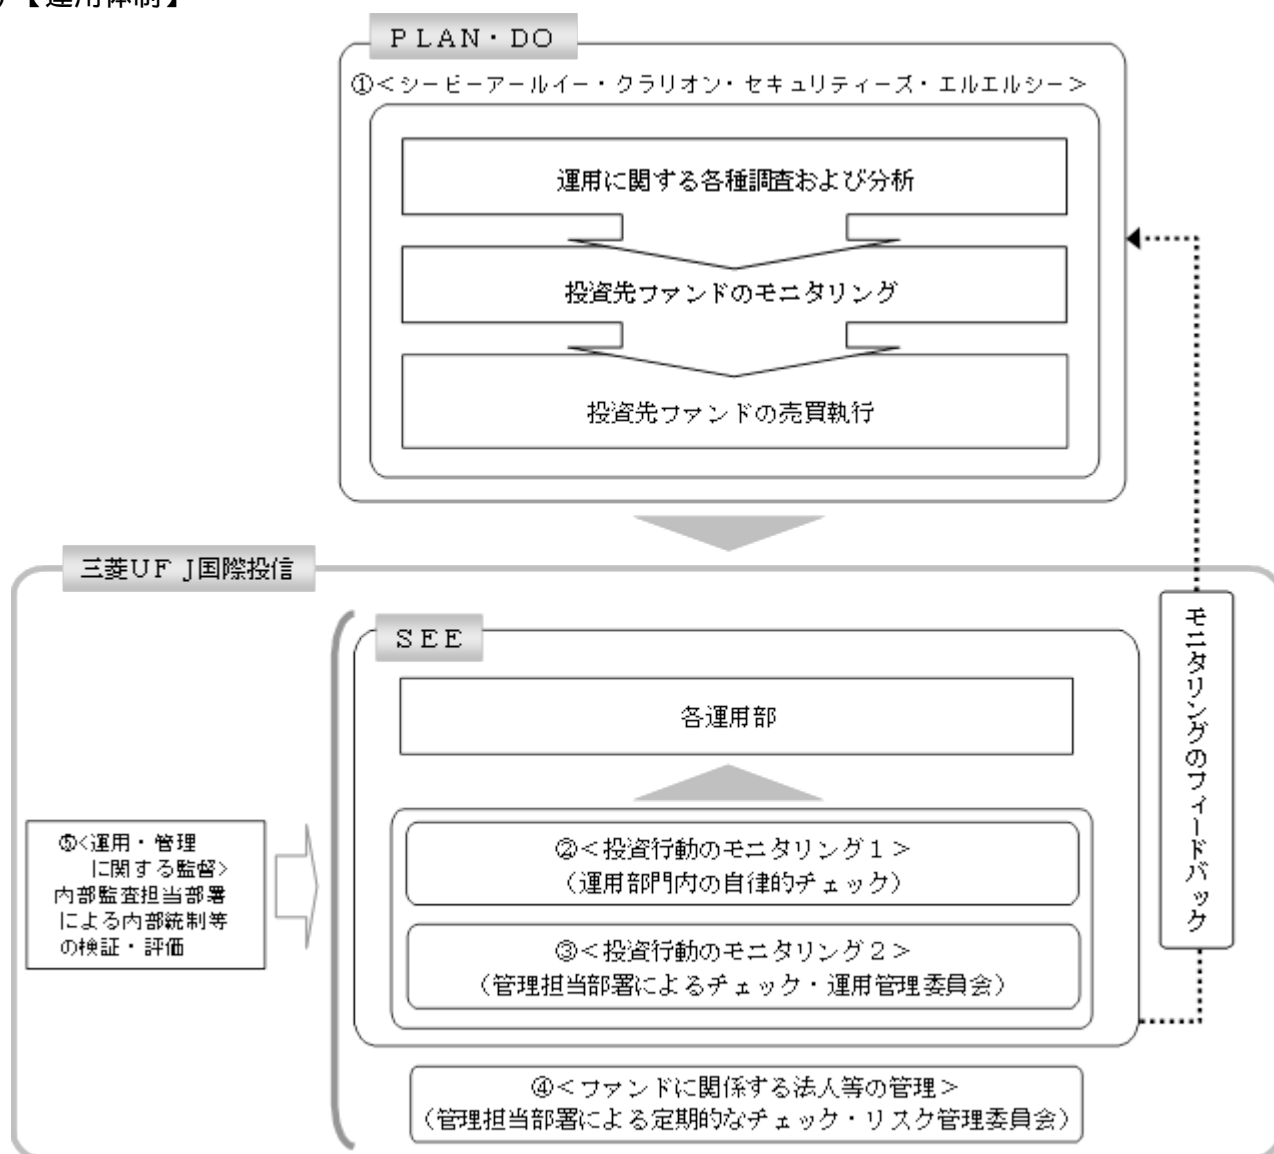 )【運用体制】
PLAN・DO
①<シービーアールイー・クラリオン・セキュリティーズ・エルエルシー>
運用に関する各種調査および分析
投資先ファンドのモニタリング
投資先ファンドの売買執行
三菱UFJ国際投信
SEE
各運用部
②<投資行動のモニタリング1>
(運用部門内の自律的チェック)
③<投資行動のモニタリング2>
(管理担当部署によるチェック・運用管理委員会)
④<ファンドに関係する法人等の管理>
(管理担当部署による定期的なチェック・リスク管理委員会)
⑤<運用・管理
に関する監督>
内部監査担当部署
による内部統制等
の検証・評価
モニタリングのフィードバック